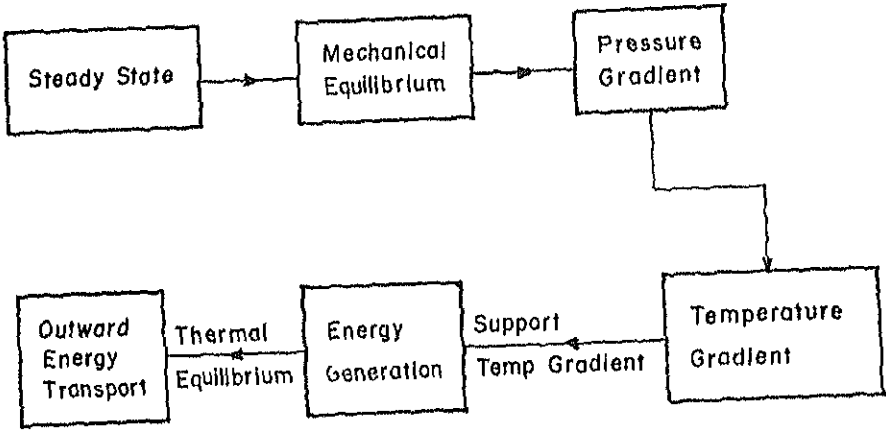 Steady State
Mechanical
Equilibrium
Pressure
Gradient
Temperature
Gradient
Support
Temp Gradient
Energy
Generation
Thermal
Equilibrium
Outward
Energy
Transport